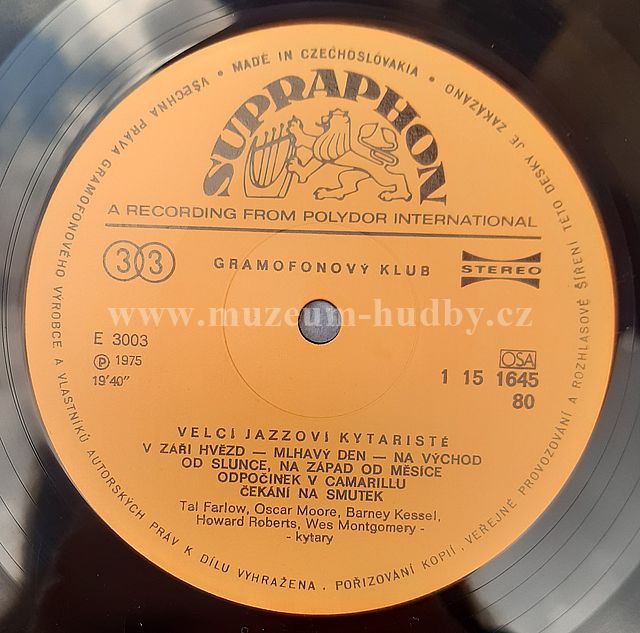 VŠECHNA PRÁVA GRAMOFONOVÉHO VÝROBCE A VLASTNÍKŮ AUTORSKÝCH PRÁV K DÍLU VYHRAŽENA. POŘIZOVÁNÍ KOPIÍ, VEŘEJNÉ PROVOZOVÁNÍ A ROZHLASOVÉ ŠÍŘENÍ TÉTO DESKY JE ZAKÁZÁNO
• MADE IN CZECHOSLOVAKIA •
SUPRAPHON
A RECORDING FROM POLYDOR INTERNATIONAL
33 GRAMOFONOVÝ KLUB STEREO
www.muzeum-hudby.cz
E 3003
Ⓟ 1975 OSA
19'40" 1 15 1645
80
VELCÍ JAZZOVÍ KYTARISTÉ
V ZÁŘI HVĚZD — MLHAVÝ DEN — NA VÝCHOD
OD SLUNCE, NA ZÁPAD OD MĚSÍCE
ODPOČINEK V CAMARILLU
ČEKÁNÍ NA SMUTEK
Tal Farlow, Oscar Moore, Barney Kessel,
Howard Roberts, Wes Montgomery -
- kytary